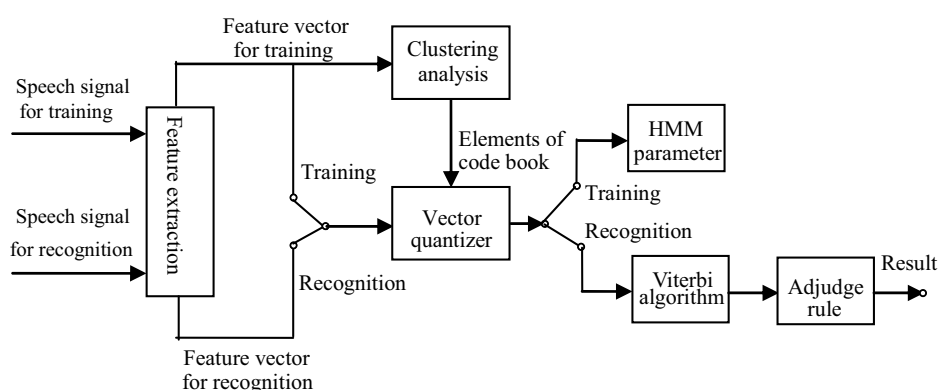 Feature vector
for training
Clustering
analysis
Speech signal
for training
Feature extraction
HMM
parameter
Elements of
code book
Training
Training
Speech signal
for recognition
Vector
quantizer
Recognition
Recognition
Viterbi
algorithm
Adjudge
rule
Result
Feature vector
for recognition